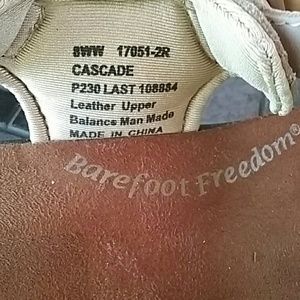 8WW 17051-2R
CASCADE
P230 LAST 108884
Leather Upper
Balance Man Made
MADE IN CHINA
Barefoot Freedom®